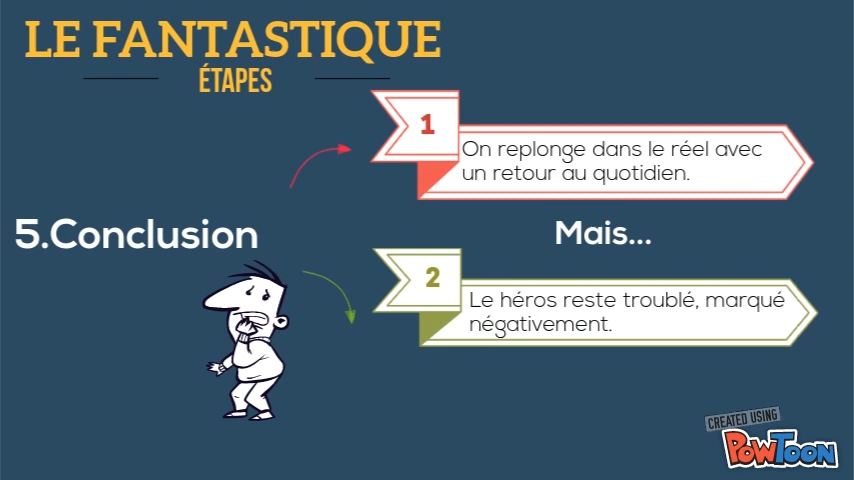 LE FANTASTIQUE
ÉTAPES
1
On replonge dans le réel avec
un retour au quotidien.
5.Conclusion
Mais...
2
Le héros reste troublé, marqué
négativement.
CREATED USING
POWTOON